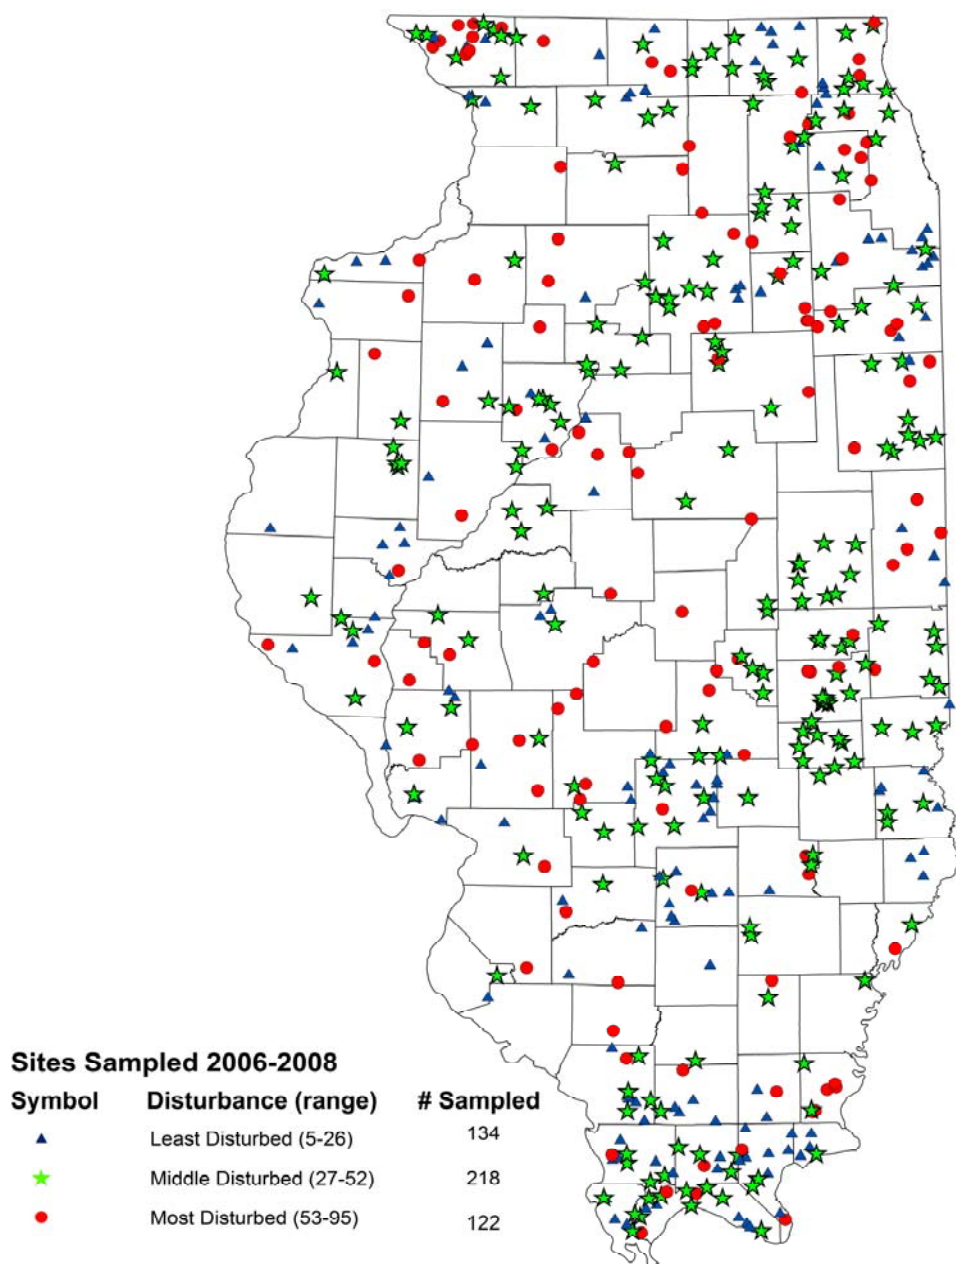 Sites Sampled 2006-2008
Symbol Disturbance (range) # Sampled
Least Disturbed (5-26) 134
Middle Disturbed (27-52) 218
Most Disturbed (53-95) 122